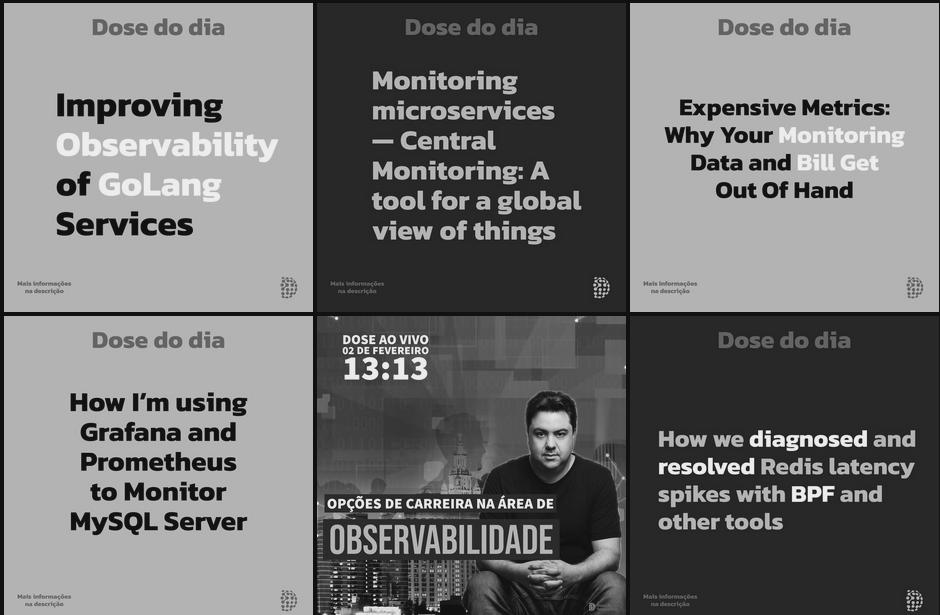 Dose do dia
Improving
Observability
of GoLang
Services
Mais informações
na descrição
Dose do dia
Monitoring
microservices
— Central
Monitoring: A
tool for a global
view of things
Mais informações
na descrição
Dose do dia
Expensive Metrics:
Why Your Monitoring
Data and Bill Get
Out Of Hand
Mais informações
na descrição
Dose do dia
How I’m using
Grafana and
Prometheus
to Monitor
MySQL Server
Mais informações
na descrição
DOSE AO VIVO
02 DE FEVEREIRO
13:13
OPÇÕES DE CARREIRA NA ÁREA DE
OBSERVABILIDADE
Dose do dia
How we diagnosed and
resolved Redis latency
spikes with BPF and
other tools
Mais informações
na descrição